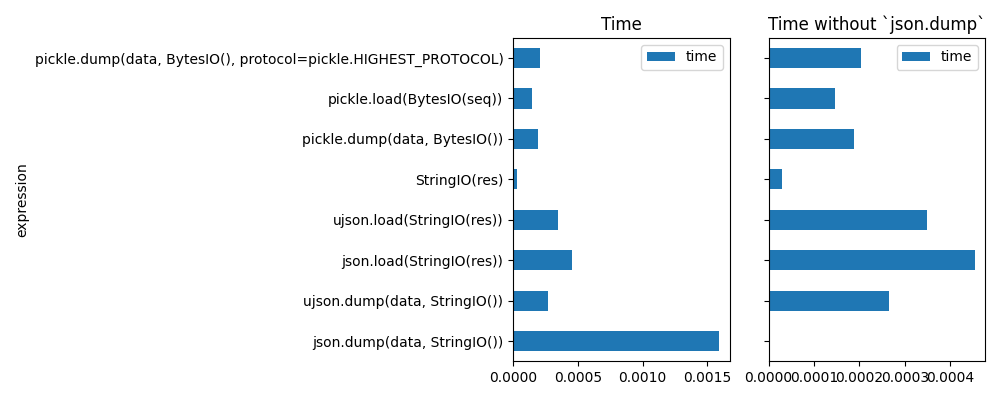 Time
Time without `json.dump`
expression
pickle.dump(data, BytesIO(), protocol=pickle.HIGHEST_PROTOCOL)
pickle.load(BytesIO(seq))
pickle.dump(data, BytesIO())
StringIO(res)
ujson.load(StringIO(res))
json.load(StringIO(res))
ujson.dump(data, StringIO())
json.dump(data, StringIO())
time
time
0.0000 0.0005 0.0010 0.0015
0.0000 0.0001 0.0002 0.0003 0.0004